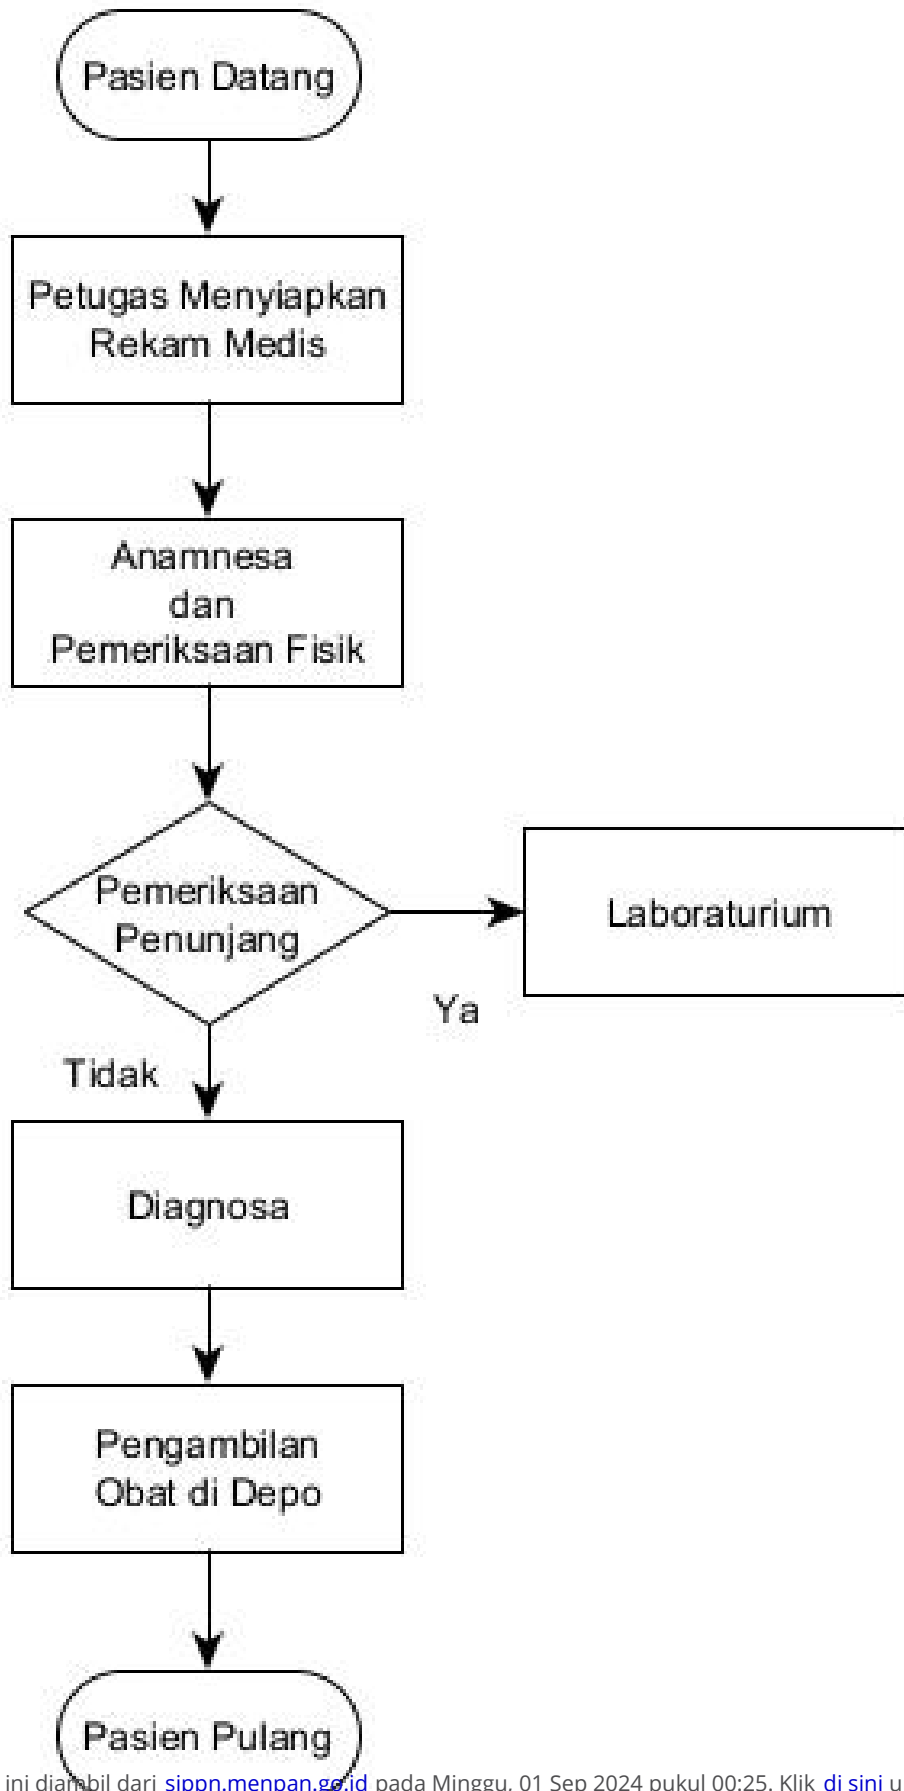 Pasien Datang
Petugas Menyiapkan
Rekam Medis
Anamnesa
dan
Pemeriksaan Fisik
Pemeriksaan
Penunjang
Laboraturium
Ya
Tidak
Diagnosa
Pengambilan
Obat di Depo
Pasien Pulang
ini diambil dari sippn.menpan.go.id pada Minggu, 01 Sep 2024 pukul 00:25. Klik di sini u